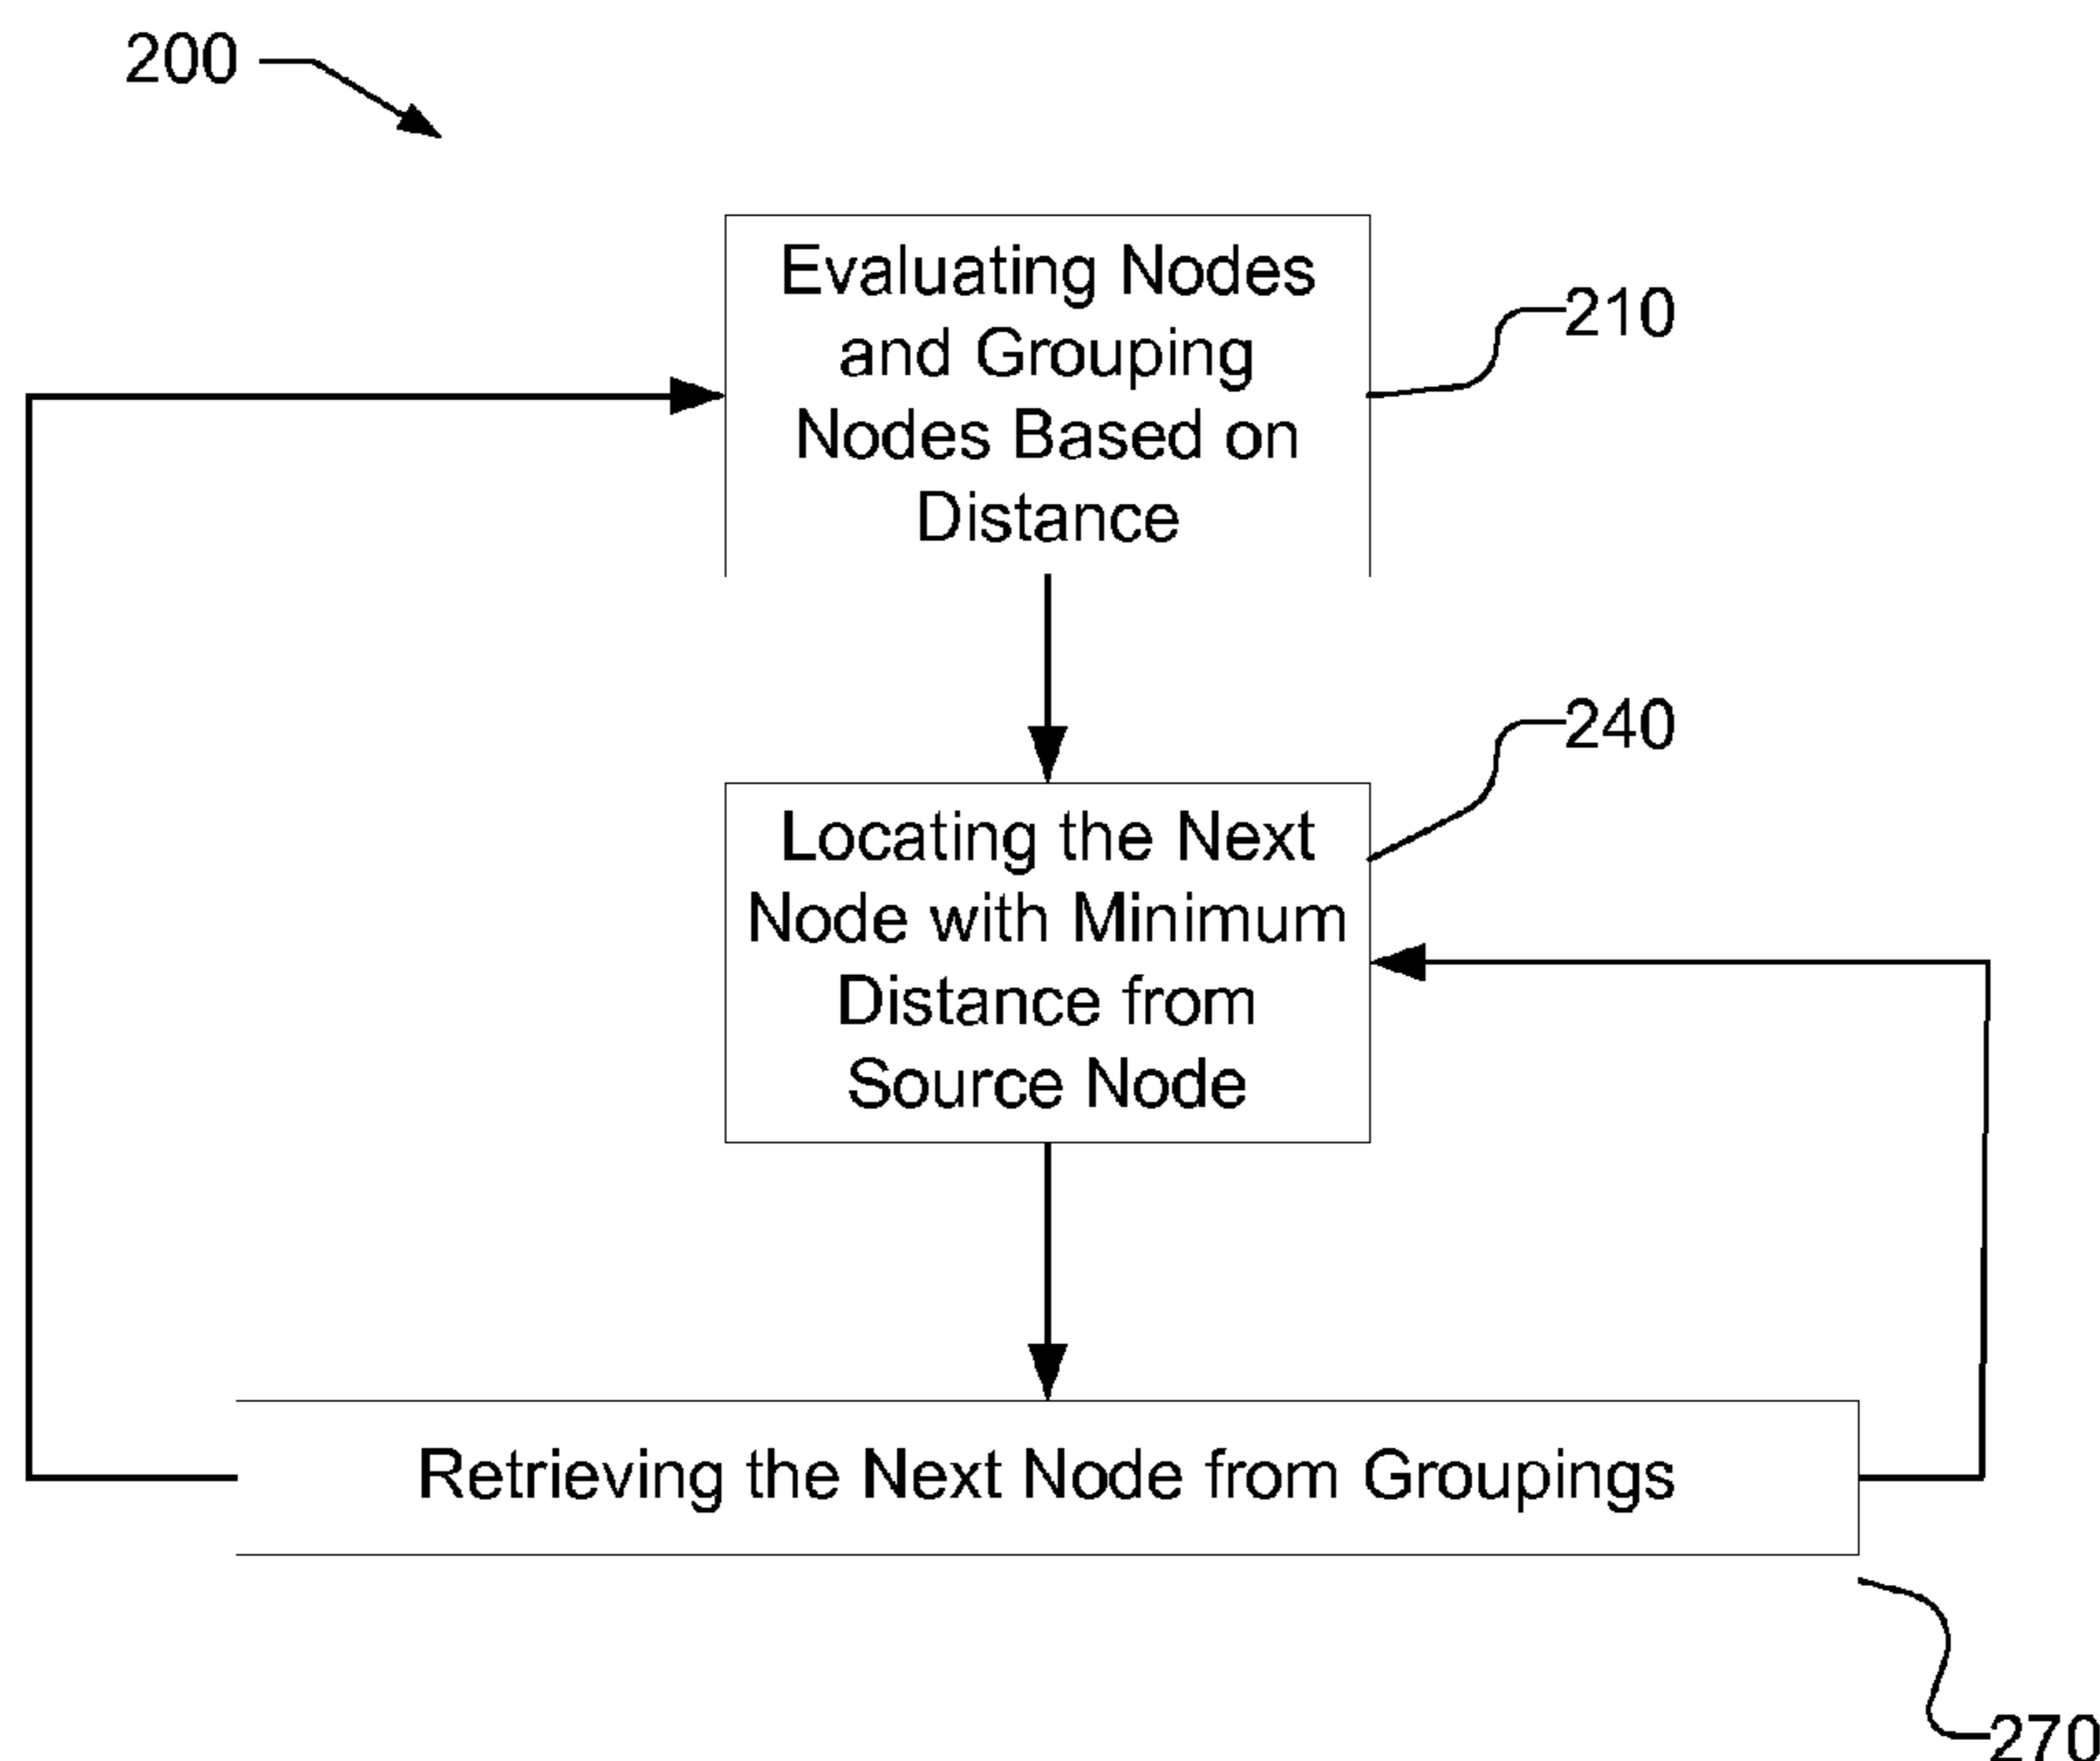 200
Evaluating Nodes
and Grouping
Nodes Based on
Distance
210
240
Locating the Next
Node with Minimum
Distance from
Source Node
Retrieving the Next Node from Groupings
270